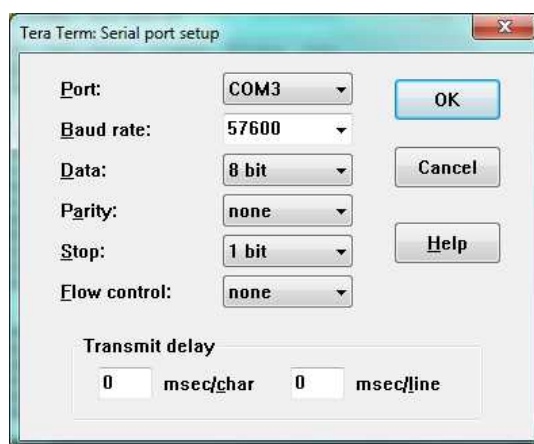 Tera Term: Serial port setup
Port: COM3
OK
Baud rate: 57600
Data: 8 bit
Cancel
Parity: none
Stop: 1 bit
Help
Flow control: none
Transmit delay
0 msec/char 0 msec/line